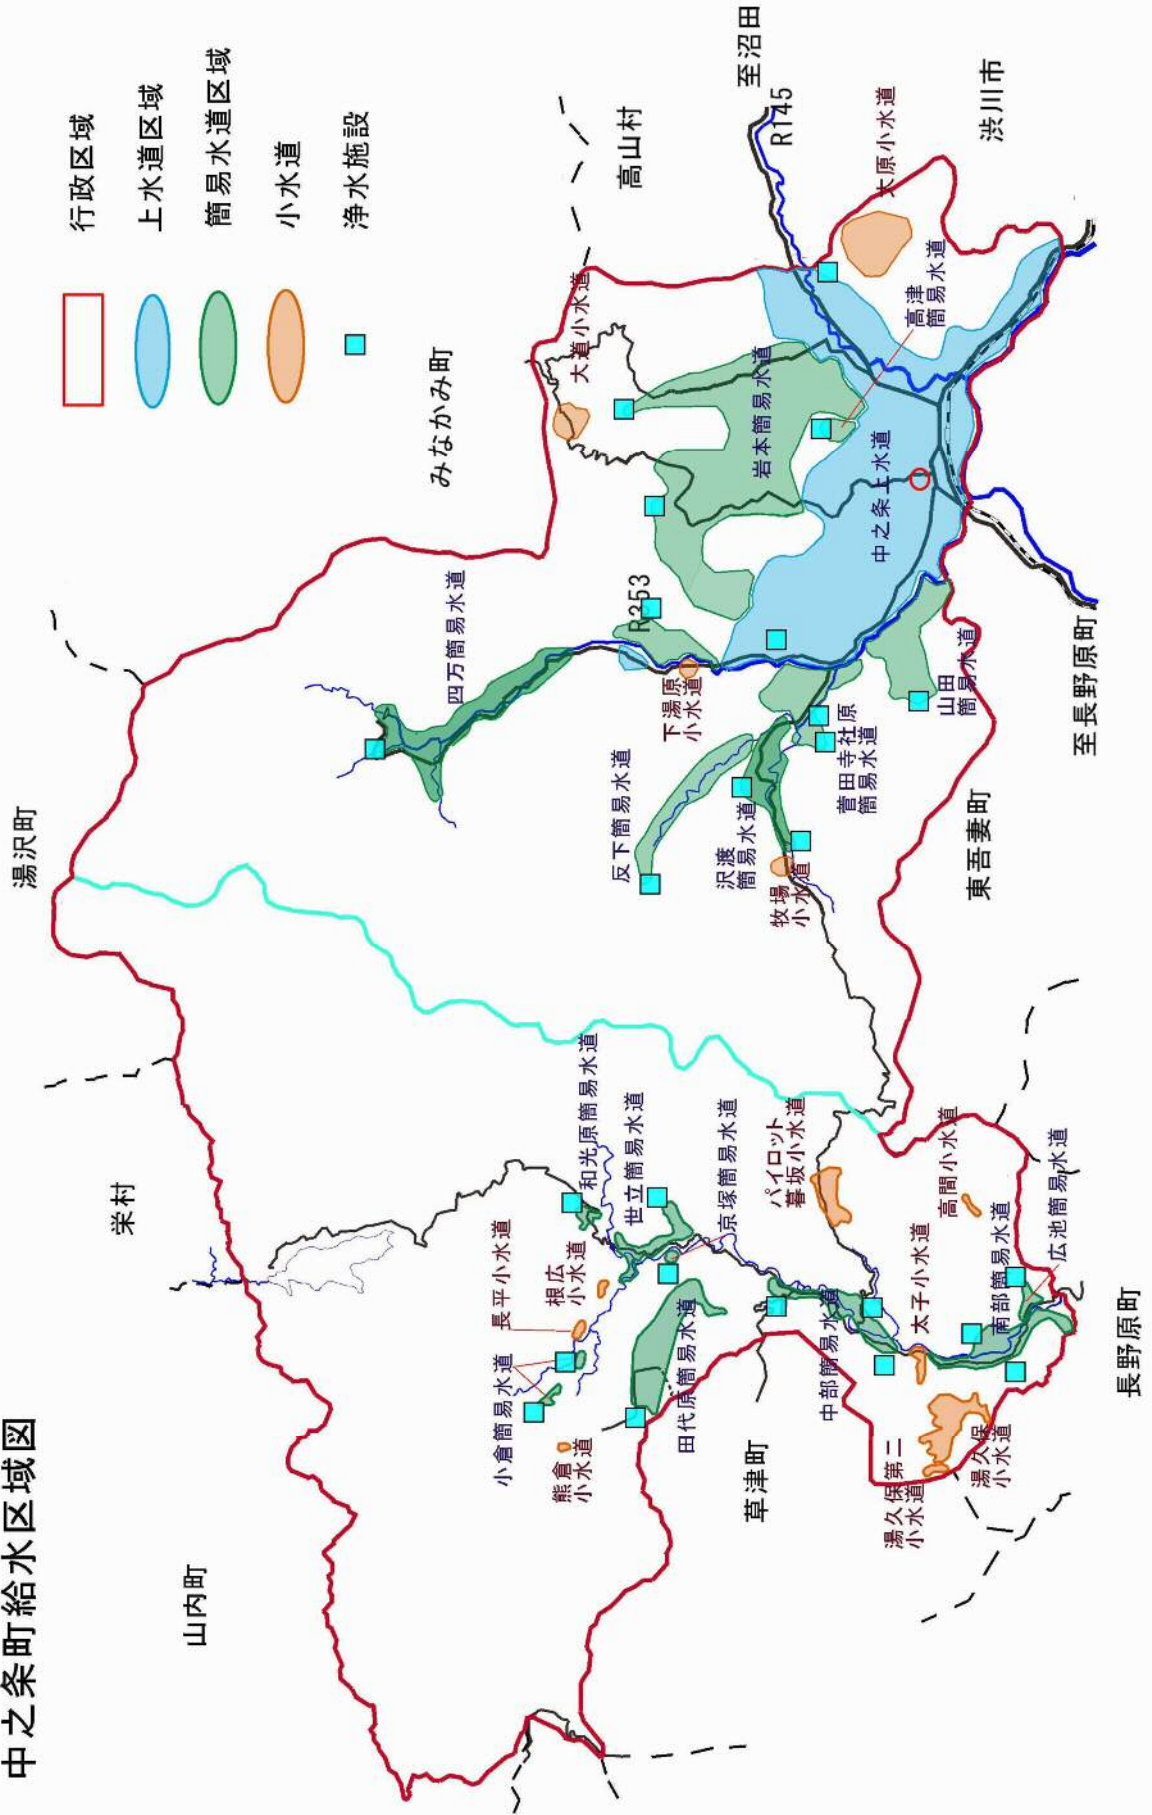 中之条町給水区域図
行政区域
上水道区域
簡易水道区域
小水道
浄水施設
湯沢町
栄村
山内町
みなかみ町
高山村
至沼田
R145
渋川市
大原小水道
高津
簡易水道
大道小水道
岩本簡易水道
中之条上水道
R353
四万簡易水道
下湯原
小水道
山田
簡易水道
至長野原町
反下簡易水道
沢渡
簡易水道
菅田寺社原
簡易水道
牧場
小水道
東吾妻町
和光原簡易水道
世立簡易水道
京塚簡易水道
パイロット
暮坂小水道
高間小水道
長平小水道
根広
小水道
小倉簡易水道
熊倉
小水道
田代原簡易水道
中部簡易水道
太子小水道
南部簡易水道
広池簡易水道
草津町
湯久保第二
小水道
湯久保
小水道
長野原町